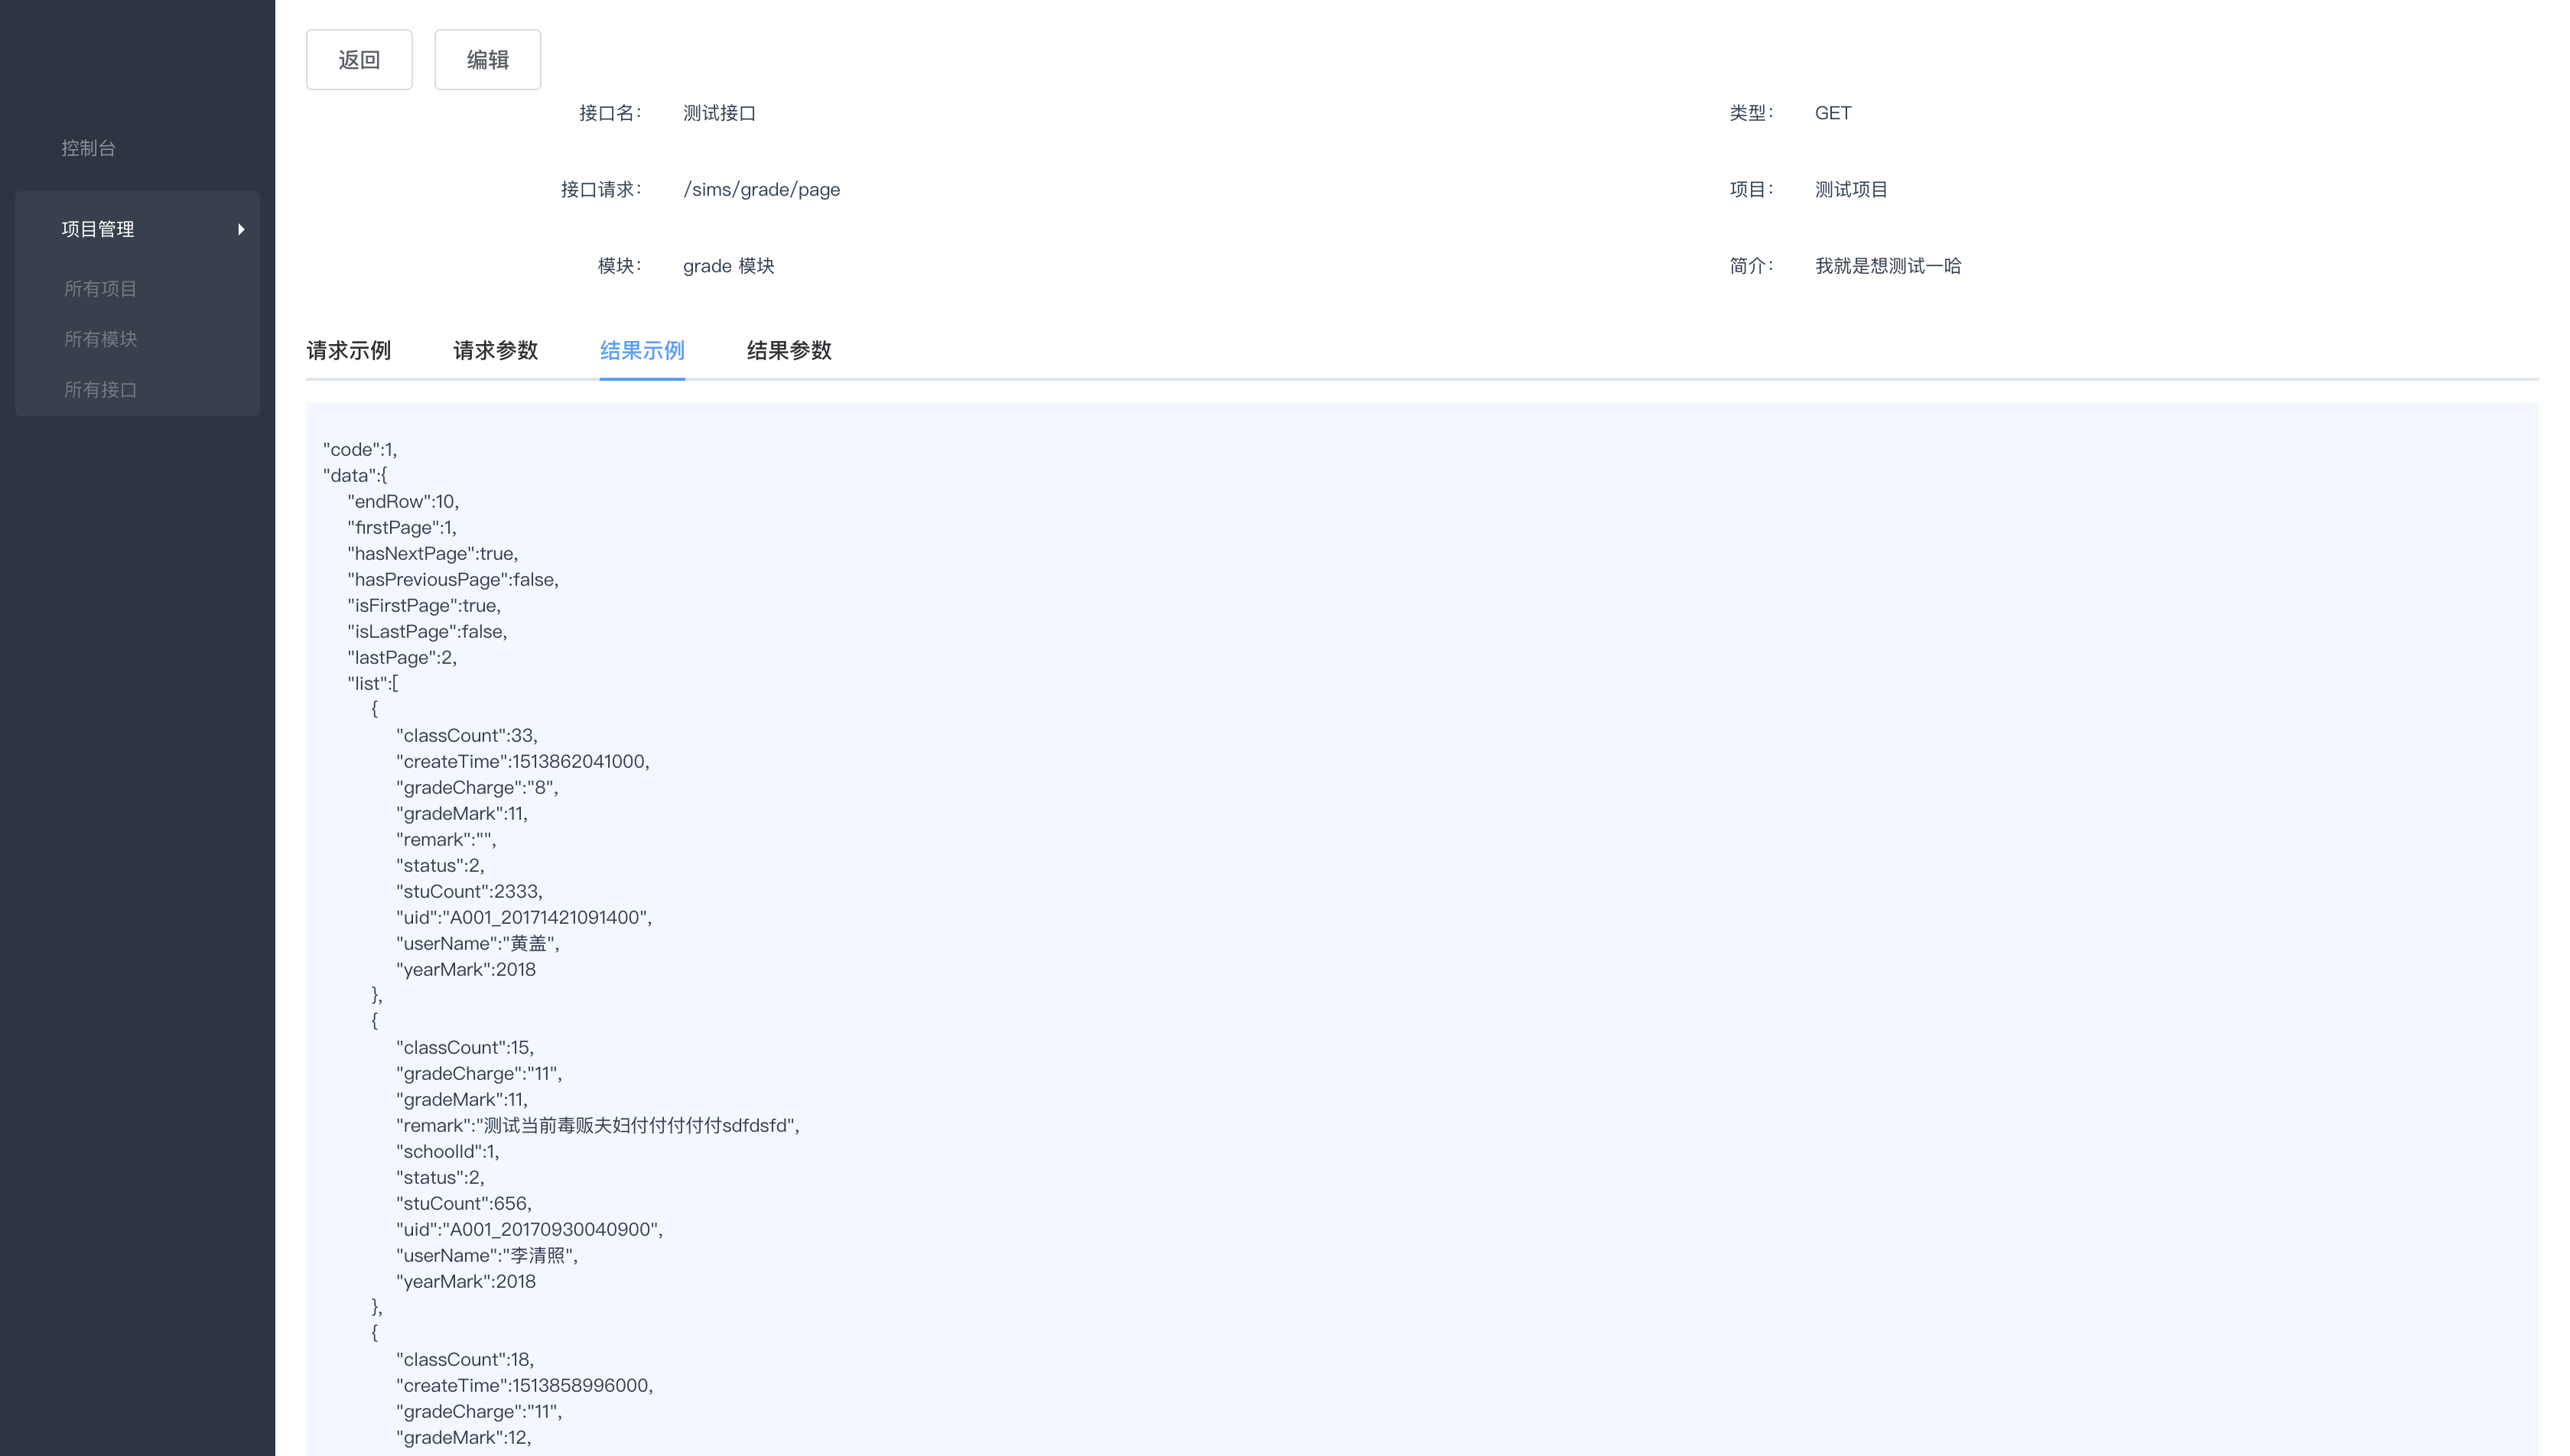 返回 编辑
控制台
项目管理
所有项目
所有模块
所有接口
接口名： 测试接口 类型： GET
接口请求： /sims/grade/page 项目： 测试项目
模块： grade 模块 简介： 我就是想测试一哈
请求示例 请求参数 结果示例 结果参数
"code":1,
"data":{
"endRow":10,
"firstPage":1,
"hasNextPage":true,
"hasPreviousPage":false,
"isFirstPage":true,
"isLastPage":false,
"lastPage":2,
"list":[
{
"classCount":33,
"createTime":1513862041000,
"gradeCharge":"8",
"gradeMark":11,
"remark":"",
"status":2,
"stuCount":2333,
"uid":"A001_20171421091400",
"userName":"黄盖",
"yearMark":2018
},
{
"classCount":15,
"gradeCharge":"11",
"gradeMark":11,
"remark":"测试当前毒贩夫妇付付付付付sdfdsfd",
"schoolId":1,
"status":2,
"stuCount":656,
"uid":"A001_20170930040900",
"userName":"李清照",
"yearMark":2018
},
{
"classCount":18,
"createTime":1513858996000,
"gradeCharge":"11",
"gradeMark":12,